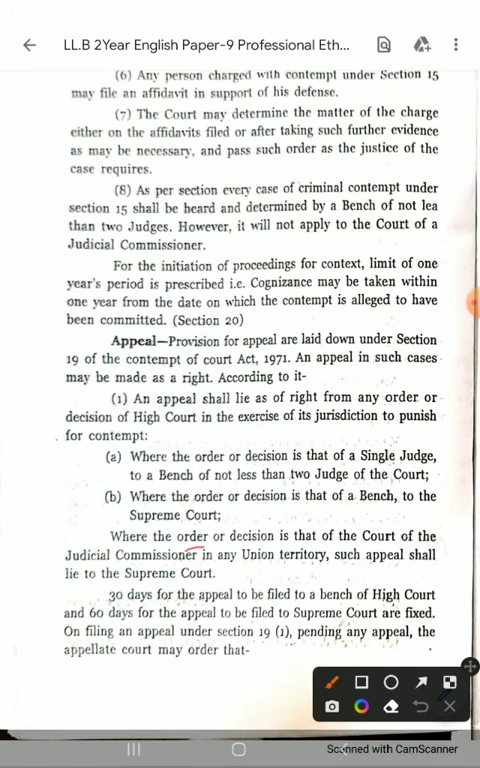 LL.B 2Year English Paper-9 Professional Eth...
(6) Any person charged with contempt under Section 15
may file an affidavit in support of his defense.
(7) The Court may determine the matter of the charge
either on the affidavits filed or after taking such further evidence
as may be necessary, and pass such order as the justice of the
case requires.
(8) As per section every case of criminal contempt under
section 15 shall be heard and determined by a Bench of not lea
than two Judges. However, it will not apply to the Court of a
Judicial Commissioner.
For the initiation of proceedings for context, limit of one
year's period is prescribed i.e. Cognizance may be taken within
one year from the date on which the contempt is alleged to have
been committed. (Section 20)
Appeal—Provision for appeal are laid down under Section
19 of the contempt of court Act, 1971. An appeal in such cases
may be made as a right. According to it-
(1) An appeal shall lie as of right from any order or
decision of High Court in the exercise of its jurisdiction to punish
for contempt:
(a) Where the order or decision is that of a Single Judge,
to a Bench of not less than two Judge of the Court;
(b) Where the order or decision is that of a Bench, to the
Supreme Court;
Where the order or decision is that of the Court of the
Judicial Commissioner in any Union territory, such appeal shall
lie to the Supreme Court.
30 days for the appeal to be filed to a bench of High Court
and 60 days for the appeal to be filed to Supreme Court are fixed.
On filing an appeal under section 19 (1), pending any appeal, the
appellate court may order that-
Scanned with CamScanner